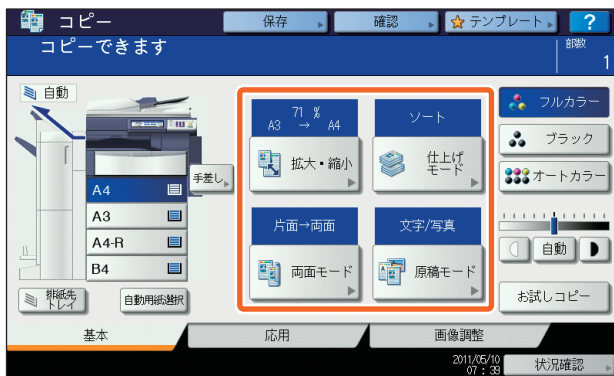 コピー
保存
確認
テンプレート
?
コピーできます
部数
1
自動
A4
A3
A4-R
B4
手差し
排紙先
トレイ
自動用紙選択
71 %
A3 → A4
拡大・縮小
ソート
仕上げ
モード
片面→両面
両面モード
文字/写真
原稿モード
フルカラー
ブラック
オートカラー
自動
お試しコピー
基本
応用
画像調整
2011/05/10
07 : 39
状況確認